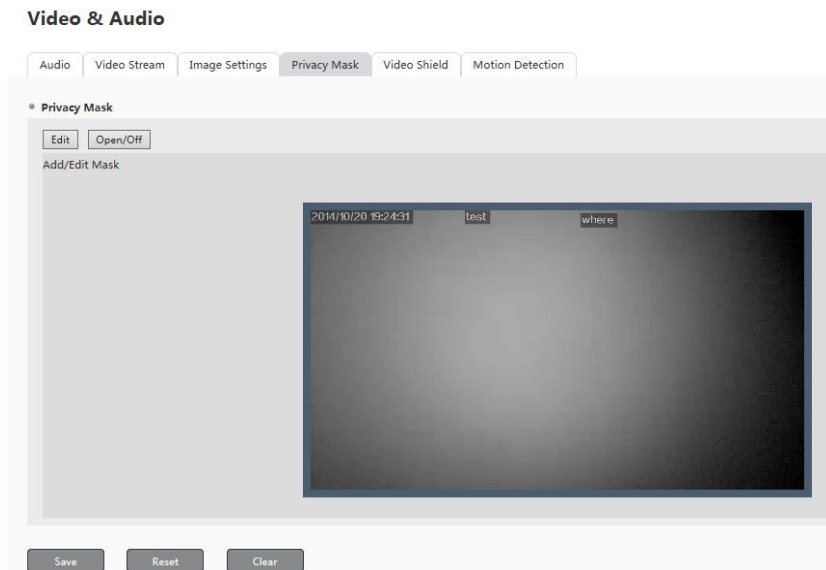 Video & Audio
Audio Video Stream Image Settings Privacy Mask Video Shield Motion Detection
Privacy Mask
Edit Open/Off
Add/Edit Mask
2014/10/20 19:24:31 test where
Save Reset Clear